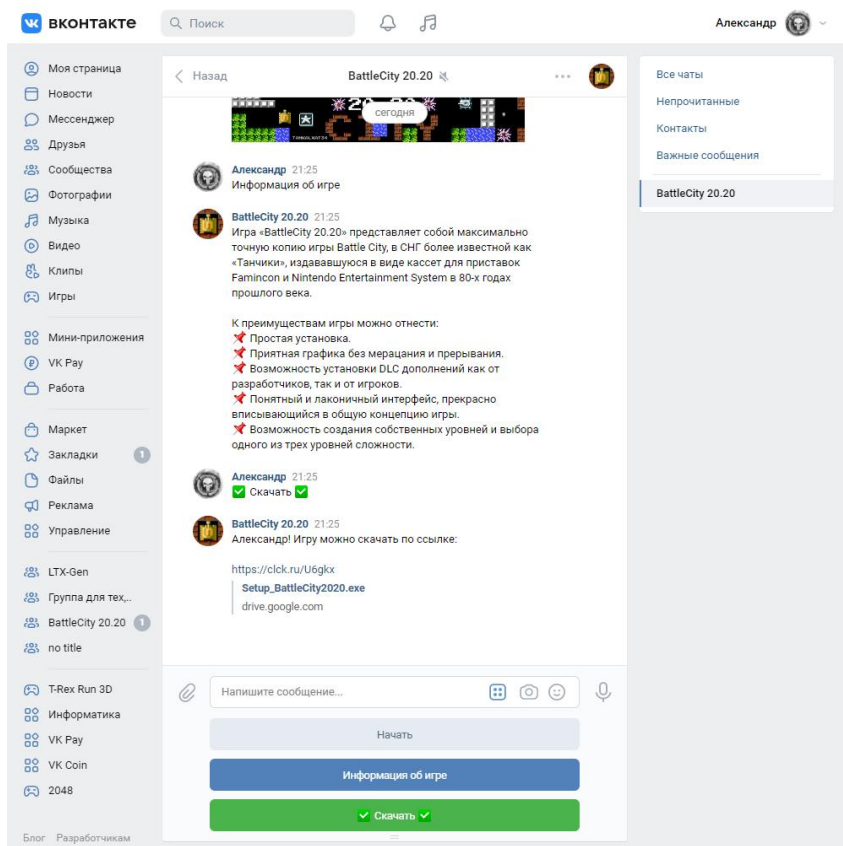 вконтакте
Поиск
Александр
Моя страница
Новости
Мессенджер
Друзья
Сообщества
Фотографии
Музыка
Видео
Клипы
Игры
Мини-приложения
VK Pay
Работа
Маркет
Закладки 1
Файлы
Реклама
Управление
LTX-Gen
Группа для тех,..
BattleCity 20.20 1
no title
T-Rex Run 3D
Информатика
VK Pay
VK Coin
2048
Блог Разработчикам
Назад
BattleCity 20.20
сегодня
CITY
Александр 21:25
Информация об игре
BattleCity 20.20 21:25
Игра «BattleCity 20.20» представляет собой максимально
точную копию игры Battle City, в СНГ более известной как
«Танчики», издававшуюся в виде кассет для приставок
Famincon и Nintendo Entertainment System в 80-х годах
прошлого века.
К преимуществам игры можно отнести:
Простая установка.
Приятная графика без мерацания и прерывания.
Возможность установки DLC дополнений как от
разработчиков, так и от игроков.
Понятный и лаконичный интерфейс, прекрасно
вписывающийся в общую концепцию игры.
Возможность создания собственных уровней и выбора
одного из трех уровней сложности.
Александр 21:25
✅ Скачать ✅
BattleCity 20.20 21:25
Александр! Игру можно скачать по ссылке:
https://clck.ru/U6gkx
Setup_BattleCity2020.exe
drive.google.com
Напишите сообщение...
Начать
Информация об игре
✅ Скачать ✅
Все чаты
Непрочитанные
Контакты
Важные сообщения
BattleCity 20.20